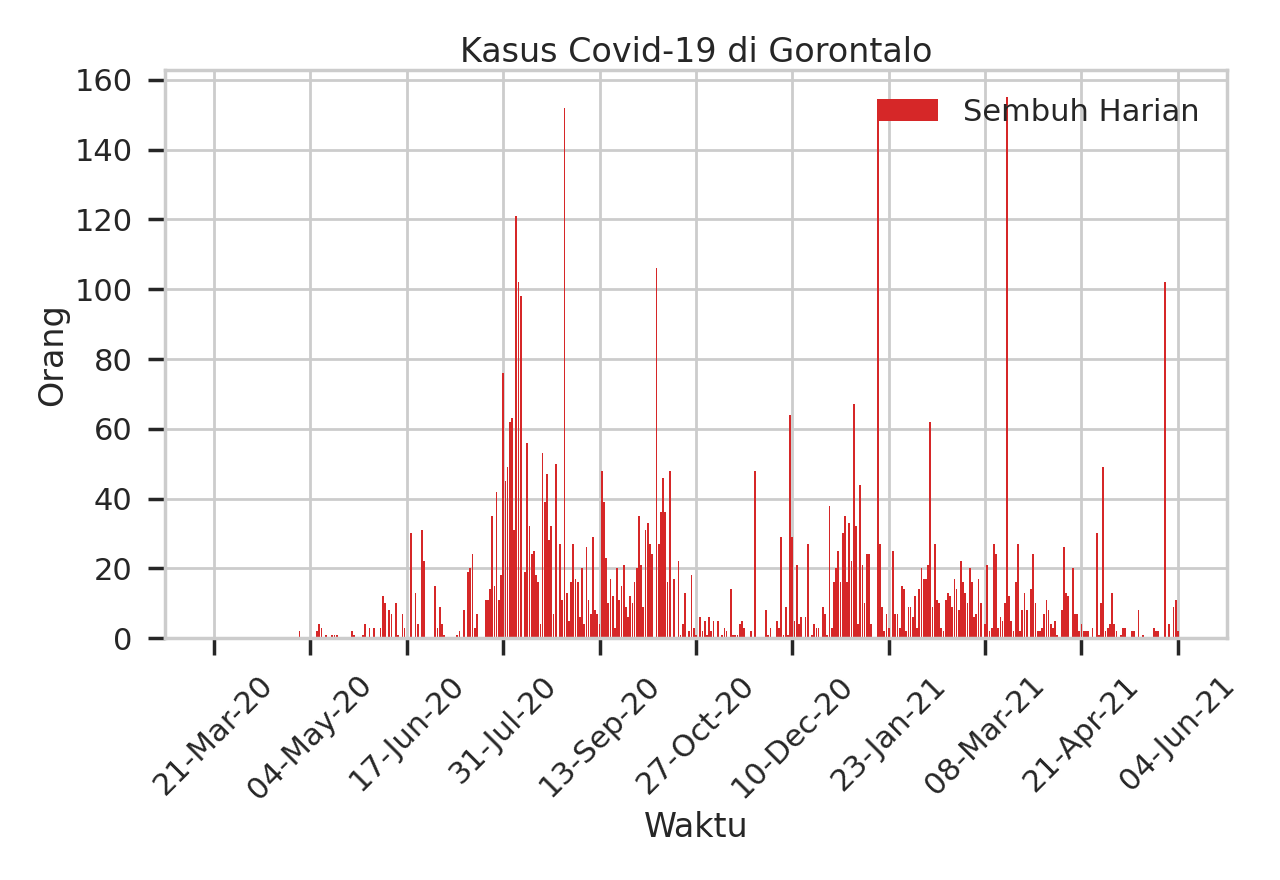 Kasus Covid-19 di Gorontalo
Sembuh Harian
Orang
160
140
120
100
80
60
40
20
0
21-Mar-20
04-May-20
17-Jun-20
31-Jul-20
13-Sep-20
27-Oct-20
10-Dec-20
23-Jan-21
08-Mar-21
21-Apr-21
04-Jun-21
Waktu